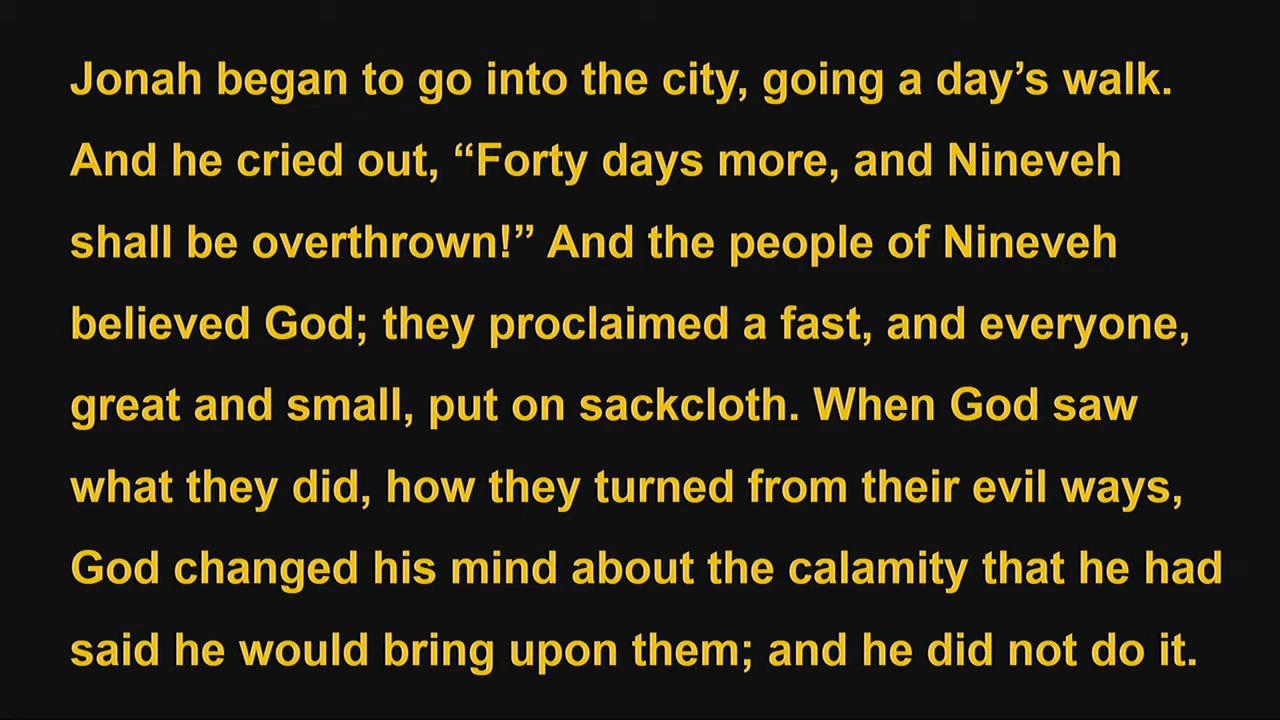 Jonah began to go into the city, going a day’s walk.
And he cried out, “Forty days more, and Nineveh
shall be overthrown!” And the people of Nineveh
believed God; they proclaimed a fast, and everyone,
great and small, put on sackcloth. When God saw
what they did, how they turned from their evil ways,
God changed his mind about the calamity that he had
said he would bring upon them; and he did not do it.